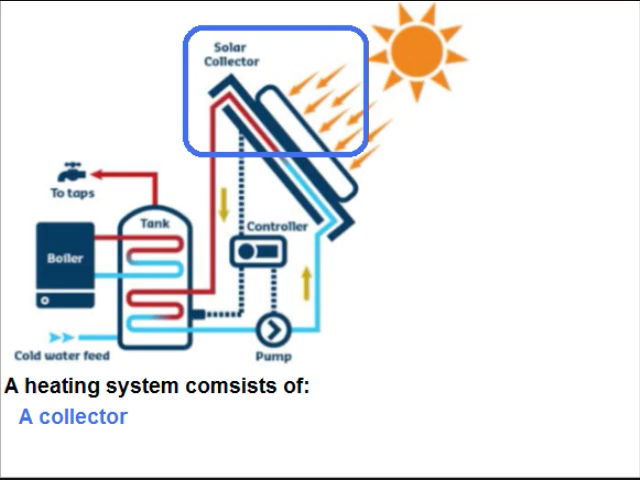 Solar
Collector
To taps
Tank
Controller
Boiler
Cold water feed
Pump
A heating system comsists of:
A collector